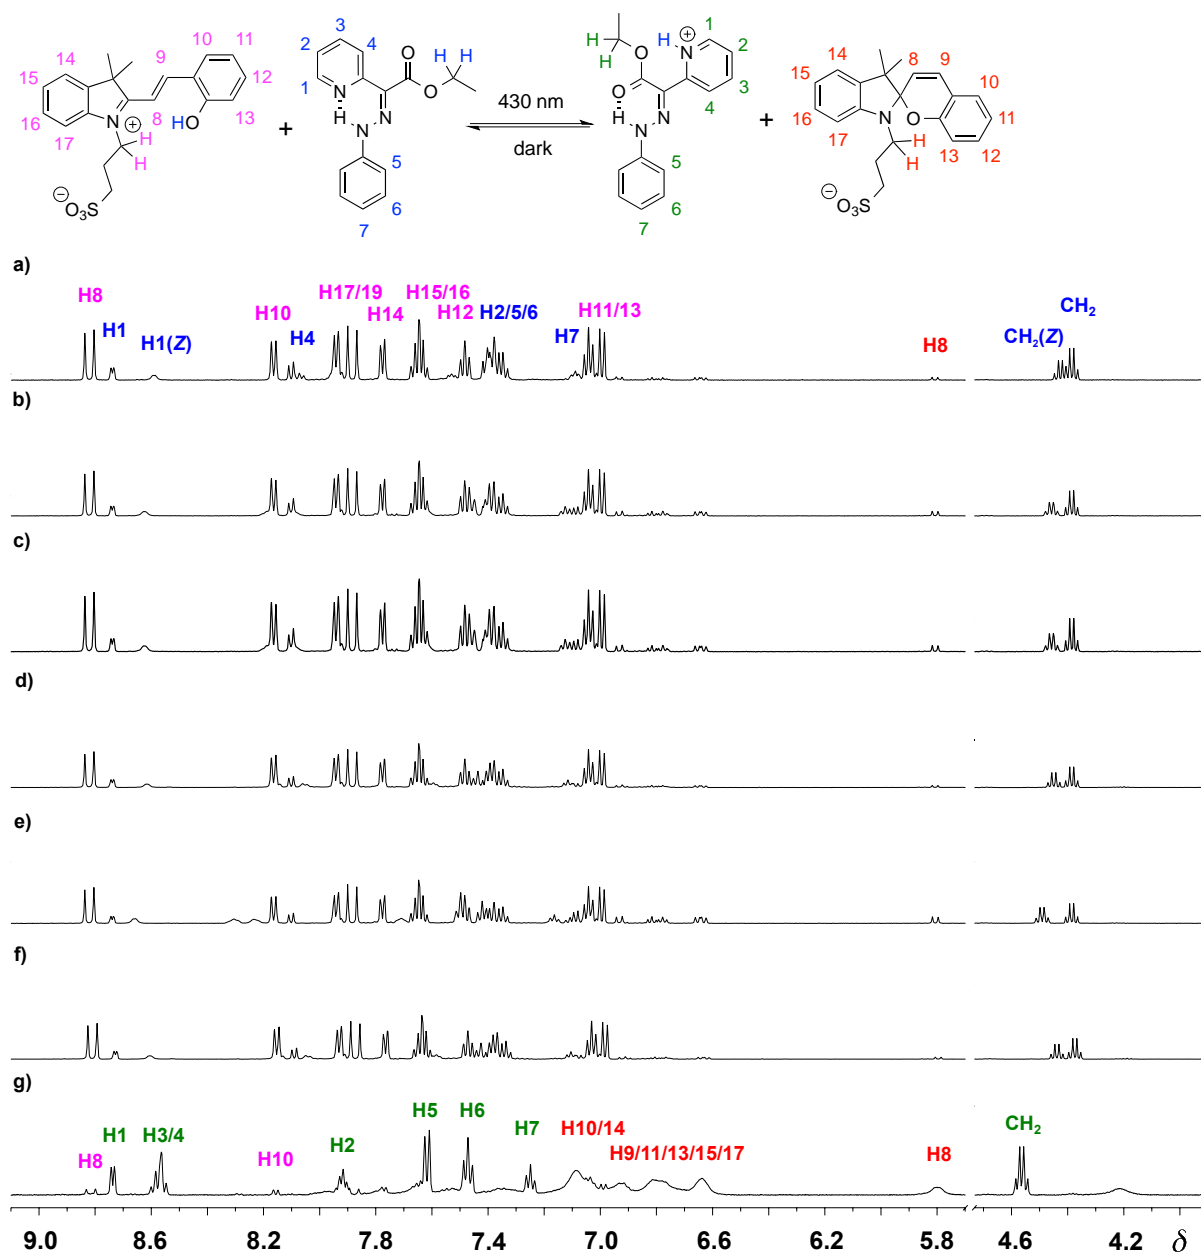 3 1
2 4 H ⊕ N 2
O H H H H
9 10 11 O 3
14 12 O 1 O 4
15 N 13 N O
16 HO H N 430 nm H N
17 N ⊕ 8 N dark N
H H 5 5
⊖ O₃S 6 6
7 7
+ +
8 9
14 10
15 O 11
16 N 12
17 H H 13
⊖ O₃S
a)
H8 H1 H1(Z) H10 H4 H17/19 H14 H15/16 H12 H2/5/6 H7 H11/13 H8 CH₂(Z) CH₂
b)
c)
d)
e)
f)
g)
H8 H1 H3/4 H10 H2 H5 H6 H7 H10/14 H9/11/13/15/17 H8 CH₂
9.0 8.6 8.2 7.8 7.4 7.0 6.6 6.2 5.8 4.6 4.2 δ